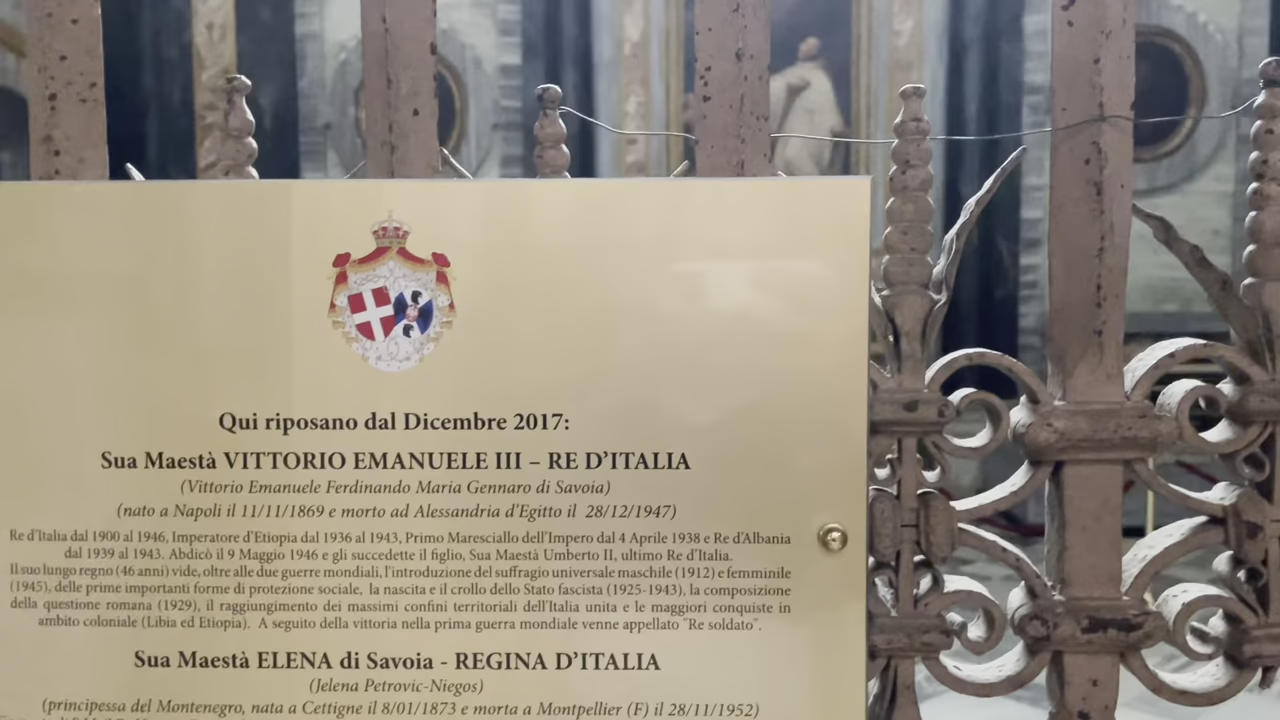 Qui riposano dal Dicembre 2017:
Sua Maestà VITTORIO EMANUELE III – RE D'ITALIA
(Vittorio Emanuele Ferdinando Maria Gennaro di Savoia)
(nato a Napoli il 11/11/1869 e morto ad Alessandria d'Egitto il 28/12/1947)
Re d'Italia dal 1900 al 1946, Imperatore d'Etiopia dal 1936 al 1943, Primo Maresciallo dell'Impero dal 4 Aprile 1938 e Re d'Albania
dal 1939 al 1943. Abdicò il 9 Maggio 1946 e gli succedette il figlio, Sua Maestà Umberto II, ultimo Re d'Italia.
Il suo lungo regno (46 anni) vide, oltre alle due guerre mondiali, l'introduzione del suffragio universale maschile (1912) e femminile
(1945), delle prime importanti forme di protezione sociale, la nascita e il crollo dello Stato fascista (1925-1943), la composizione
della questione romana (1929), il raggiungimento dei massimi confini territoriali dell'Italia unita e le maggiori conquiste in
ambito coloniale (Libia ed Etiopia). A seguito della vittoria nella prima guerra mondiale venne appellato "Re soldato".
Sua Maestà ELENA di Savoia - REGINA D'ITALIA
(Jelena Petrovic-Niegos)
(principessa del Montenegro, nata a Cettigne il 8/01/1873 e morta a Montpellier (F) il 28/11/1952)